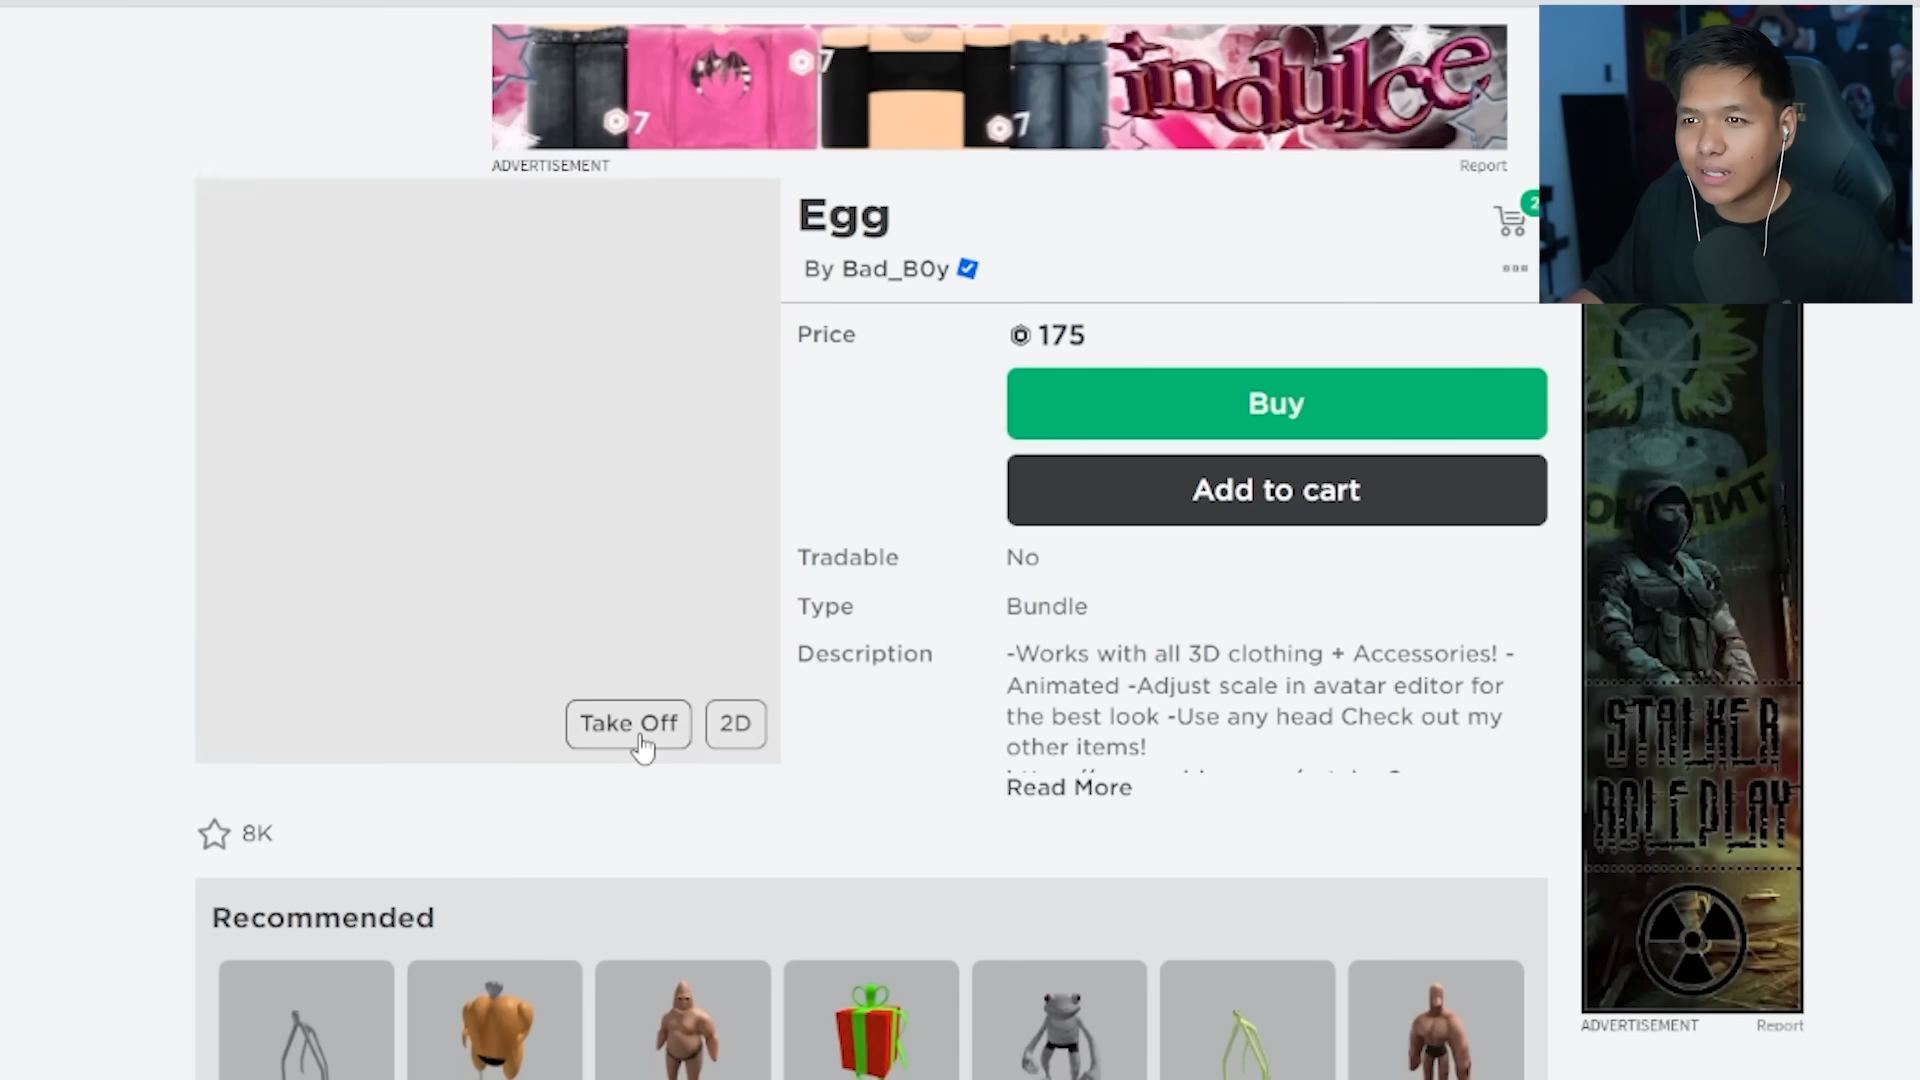 7
7
7
indulce
ADVERTISEMENT
Report
Egg
2
By Bad_B0y
Price
175
Buy
Add to cart
Tradable
No
Type
Bundle
Description
-Works with all 3D clothing + Accessories! -
Animated -Adjust scale in avatar editor for
the best look -Use any head Check out my
other items!
Read More
Take Off
2D
8K
Recommended
STALKER
ROLEPLAY
ADVERTISEMENT
Report